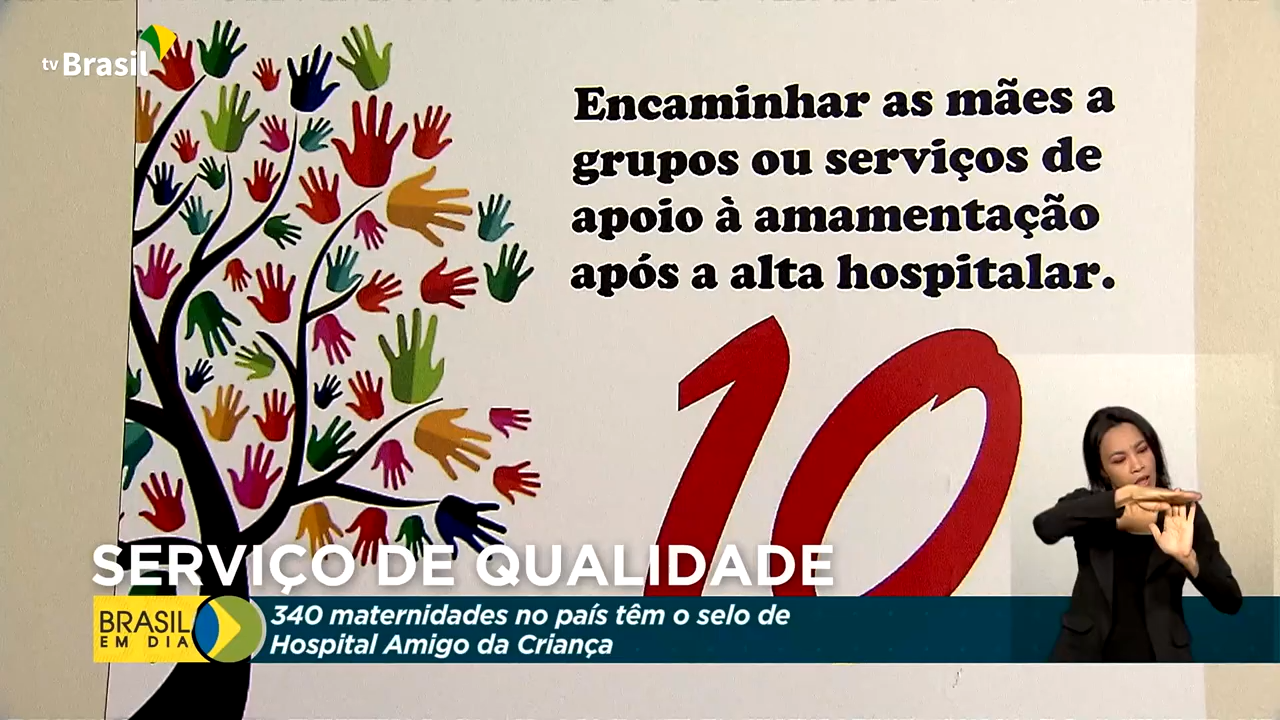 tv Brasil
Encaminhar as mães a
grupos ou serviços de
apoio à amamentação
após a alta hospitalar.
10
SERVIÇO DE QUALIDADE
BRASIL
EM DIA
340 maternidades no país têm o selo de
Hospital Amigo da Criança